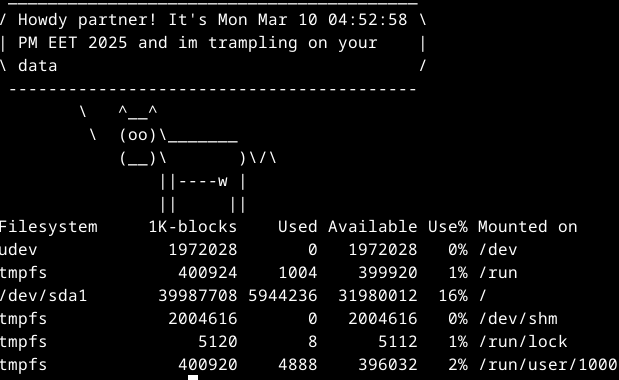 _________________________________________
/ Howdy partner! It's Mon Mar 10 04:52:58 \
| PM EET 2025 and im trampling on your    |
\ data                                    /
 -----------------------------------------
        \   ^__^
         \  (oo)\_______
            (__)\       )\/\
                ||----w |
                ||     ||
Filesystem     1K-blocks    Used Available Use% Mounted on
udev             1972028       0   1972028   0% /dev
tmpfs             400924    1004    399920   1% /run
/dev/sda1       39987708 5944236  31980012  16% /
tmpfs            2004616       0   2004616   0% /dev/shm
tmpfs               5120       8      5112   1% /run/lock
tmpfs             400920    4888    396032   2% /run/user/1000